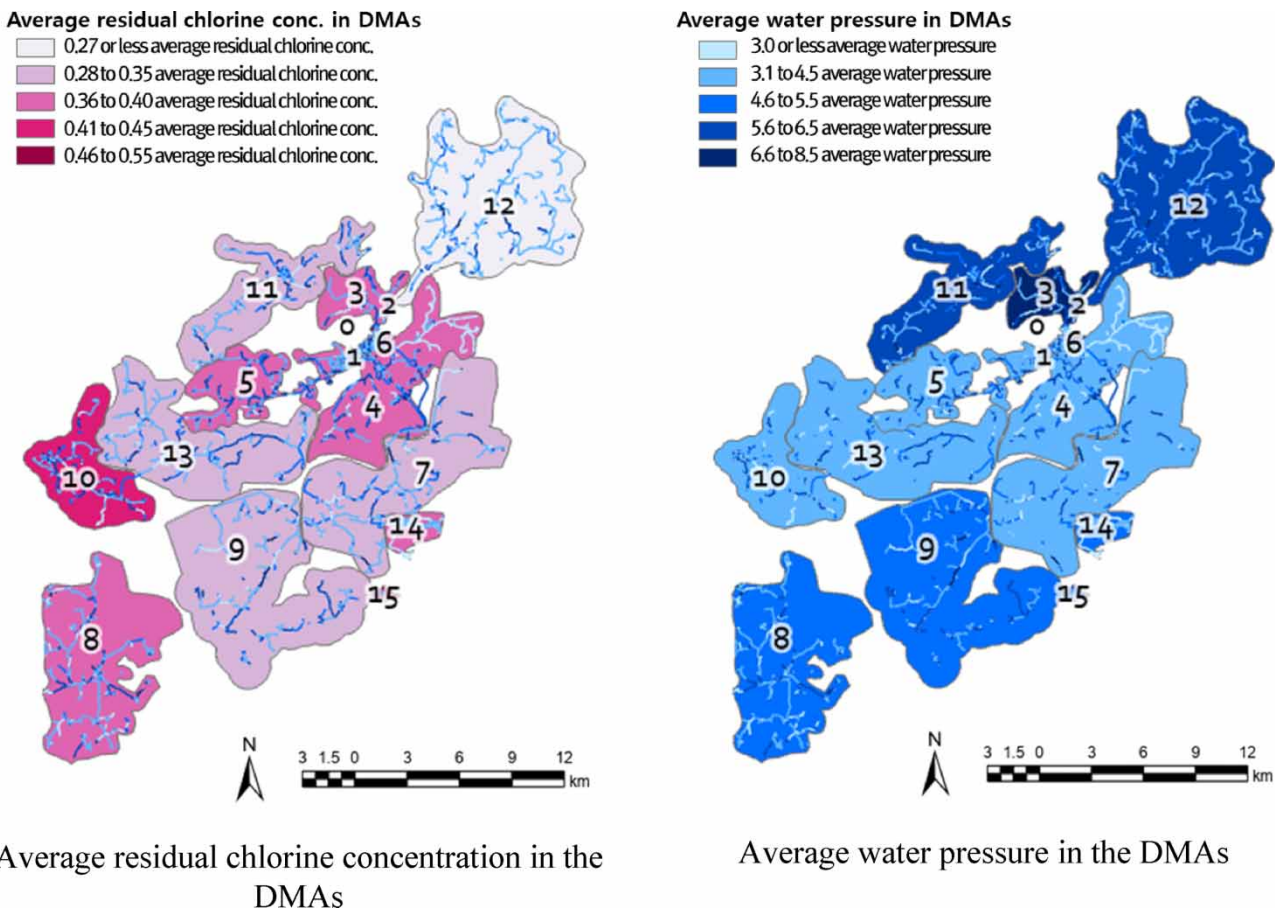 Average residual chlorine conc. in DMAs
0.27 or less average residual chlorine conc.
0.28 to 0.35 average residual chlorine conc.
0.36 to 0.40 average residual chlorine conc.
0.41 to 0.45 average residual chlorine conc.
0.46 to 0.55 average residual chlorine conc.
12
11
3
2
0
6
1
5
4
13
10
7
14
9
15
8
N
3 1.5 0 3 6 9 12
km
Average residual chlorine concentration in the
DMAs
Average water pressure in DMAs
3.0 or less average water pressure
3.1 to 4.5 average water pressure
4.6 to 5.5 average water pressure
5.6 to 6.5 average water pressure
6.6 to 8.5 average water pressure
12
11
3
2
0
6
1
5
4
13
10
7
14
9
15
8
N
3 1.5 0 3 6 9 12
km
Average water pressure in the DMAs